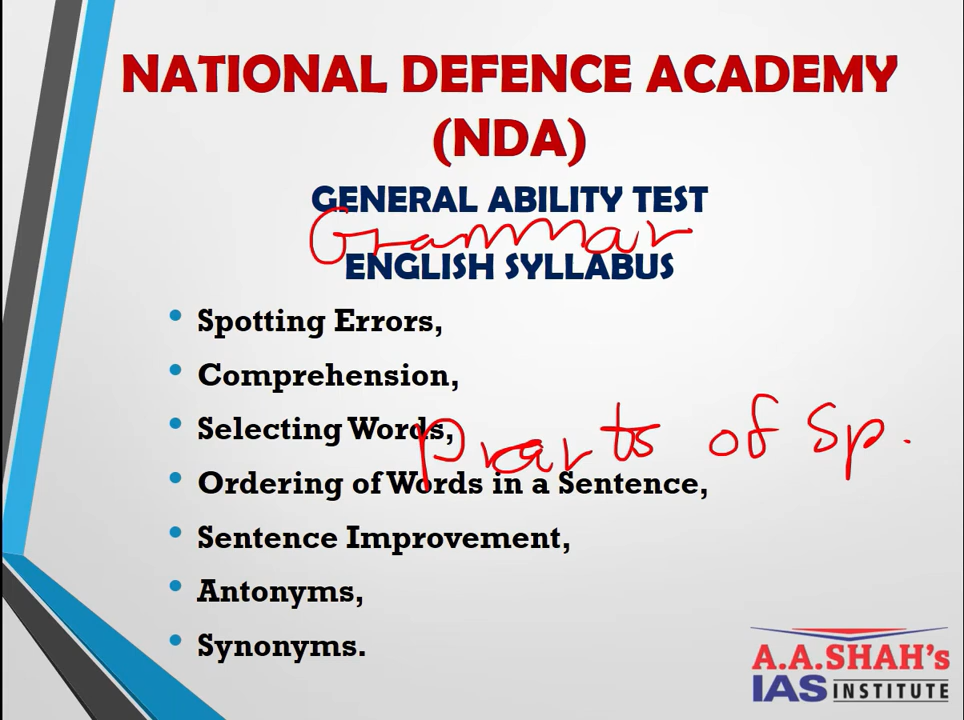 NATIONAL DEFENCE ACADEMY
(NDA)
GENERAL ABILITY TEST
Grammar
ENGLISH SYLLABUS
• Spotting Errors,
• Comprehension,
• Selecting Words,
Prarts of Sp.
• Ordering of Words in a Sentence,
• Sentence Improvement,
• Antonyms,
• Synonyms.
A.A.SHAH's
IAS INSTITUTE